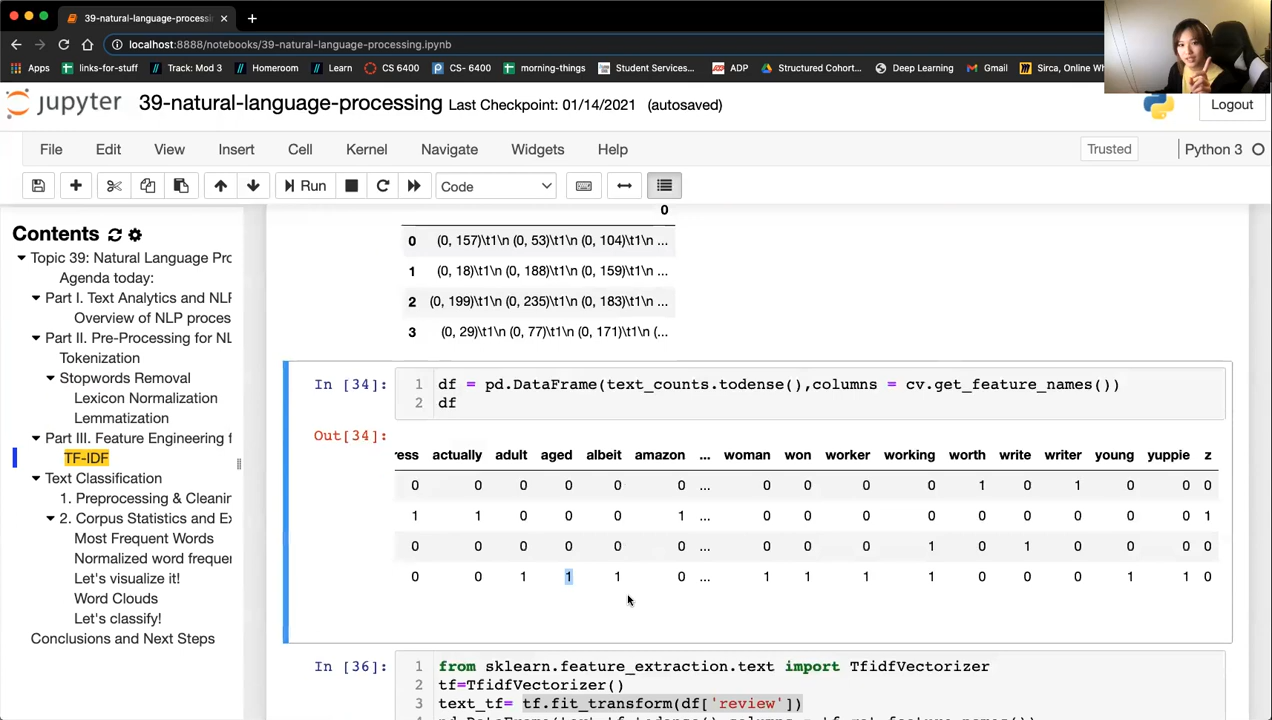 39-natural-language-processin
localhost:8888/notebooks/39-natural-language-processing.ipynb
Apps links-for-stuff Track: Mod 3 Homeroom Learn CS 6400 CS- 6400 morning-things Student Services... ADP Structured Cohort... Deep Learning Gmail Sirca, Online Wh
jupyter 39-natural-language-processing Last Checkpoint: 01/14/2021 (autosaved) Logout
File Edit View Insert Cell Kernel Navigate Widgets Help Trusted Python 3
Run Code
Contents
Topic 39: Natural Language Prc
Agenda today:
Part I. Text Analytics and NLF
Overview of NLP proces
Part II. Pre-Processing for NL
Tokenization
Stopwords Removal
Lexicon Normalization
Lemmatization
Part III. Feature Engineering f
TF-IDF
Text Classification
1. Preprocessing & Cleanir
2. Corpus Statistics and Ex
Most Frequent Words
Normalized word frequer
Let's visualize it!
Word Clouds
Let's classify!
Conclusions and Next Steps
0
0 (0, 157)\t1\n (0, 53)\t1\n (0, 104)\t1\n ...
1 (0, 18)\t1\n (0, 188)\t1\n (0, 159)\t1\n ...
2 (0, 199)\t1\n (0, 235)\t1\n (0, 183)\t1\n ...
3 (0, 29)\t1\n (0, 77)\t1\n (0, 171)\t1\n (...
In [34]:
1 df = pd.DataFrame(text_counts.todense(),columns = cv.get_feature_names())
2 df
Out[34]:
ress actually adult aged albeit amazon ... woman won worker working worth write writer young yuppie z
0 0 0 0 0 0 ... 0 0 0 0 1 0 1 0 0 0
1 1 0 0 0 1 ... 0 0 0 0 0 0 0 0 0 1
0 0 0 0 0 0 ... 0 0 0 1 0 1 0 0 0 0
0 0 1 1 1 0 ... 1 1 1 1 0 0 0 1 1 0
In [36]:
1 from sklearn.feature_extraction.text import TfidfVectorizer
2 tf=TfidfVectorizer()
3 text_tf= tf.fit_transform(df['review'])